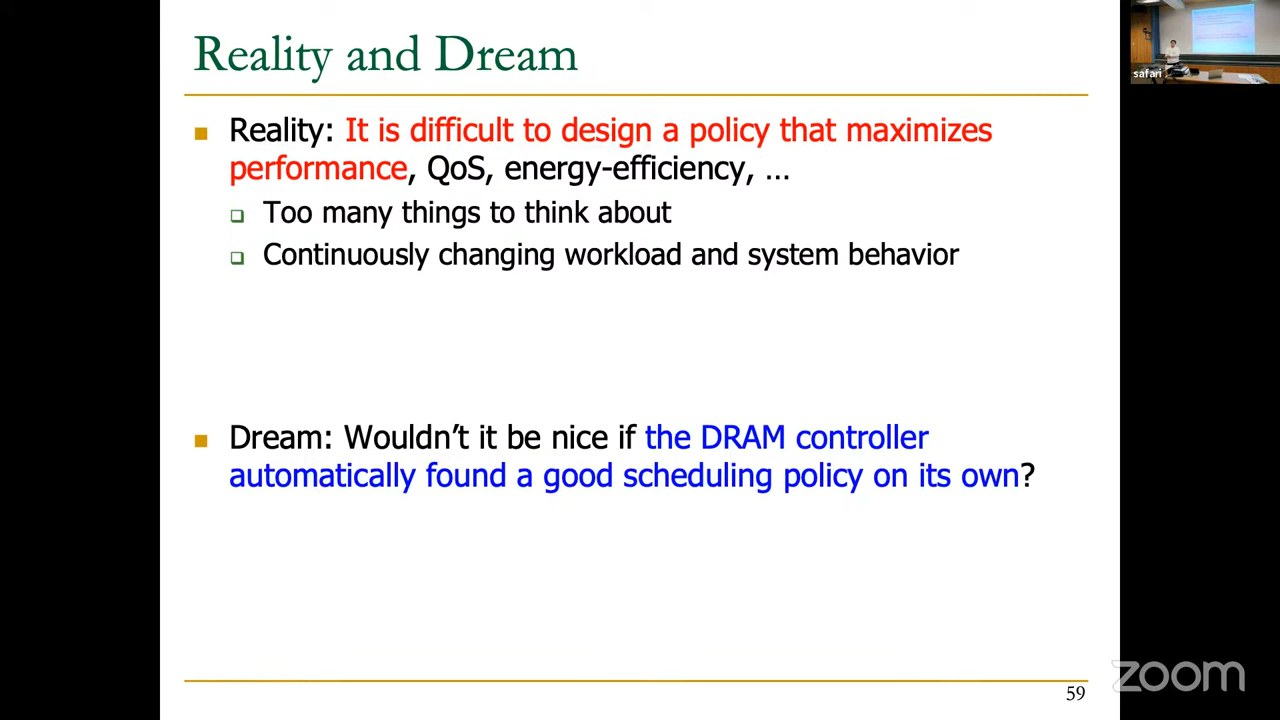 Reality and Dream
Reality: It is difficult to design a policy that maximizes
performance, QoS, energy-efficiency, …
Too many things to think about
Continuously changing workload and system behavior
Dream: Wouldn’t it be nice if the DRAM controller
automatically found a good scheduling policy on its own?
59
safari
zoom